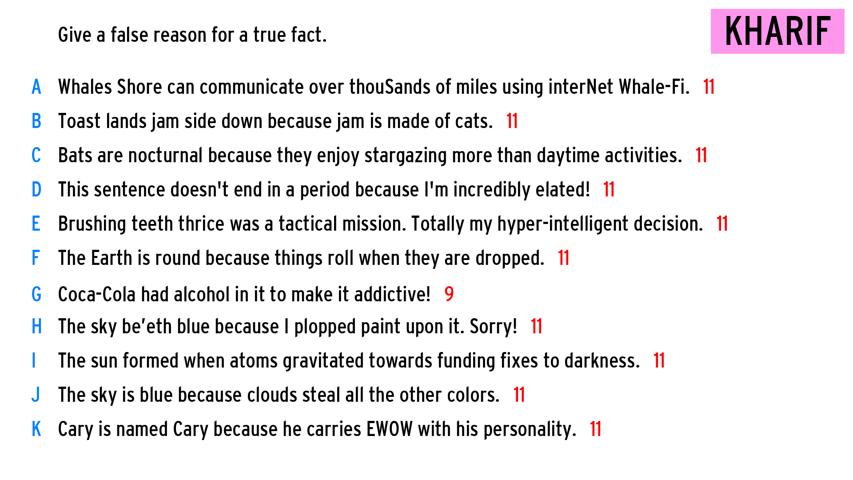 Give a false reason for a true fact.
KHARIF
A Whales Shore can communicate over thouSands of miles using interNet Whale-Fi. 11
B Toast lands jam side down because jam is made of cats. 11
C Bats are nocturnal because they enjoy stargazing more than daytime activities. 11
D This sentence doesn't end in a period because I'm incredibly elated! 11
E Brushing teeth thrice was a tactical mission. Totally my hyper-intelligent decision. 11
F The Earth is round because things roll when they are dropped. 11
G Coca-Cola had alcohol in it to make it addictive! 9
H The sky be’eth blue because I plopped paint upon it. Sorry! 11
I The sun formed when atoms gravitated towards funding fixes to darkness. 11
J The sky is blue because clouds steal all the other colors. 11
K Cary is named Cary because he carries EWOW with his personality. 11